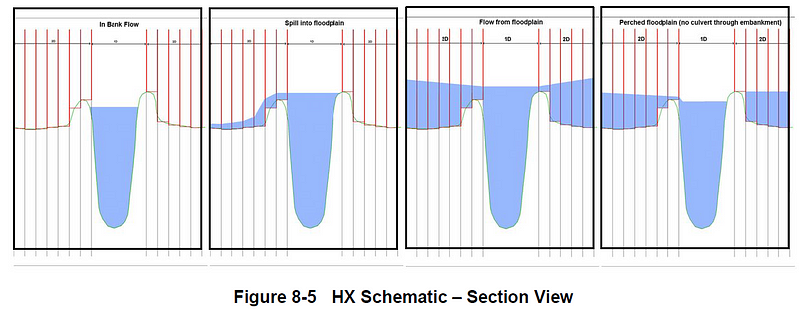 In Bank Flow
2D 1D 2D
Spill into floodplain
2D 1D 2D
Flow from floodplain
2D 1D 2D
Perched floodplain (no culvert through embankment)
2D 1D 2D
Figure 8-5 HX Schematic – Section View